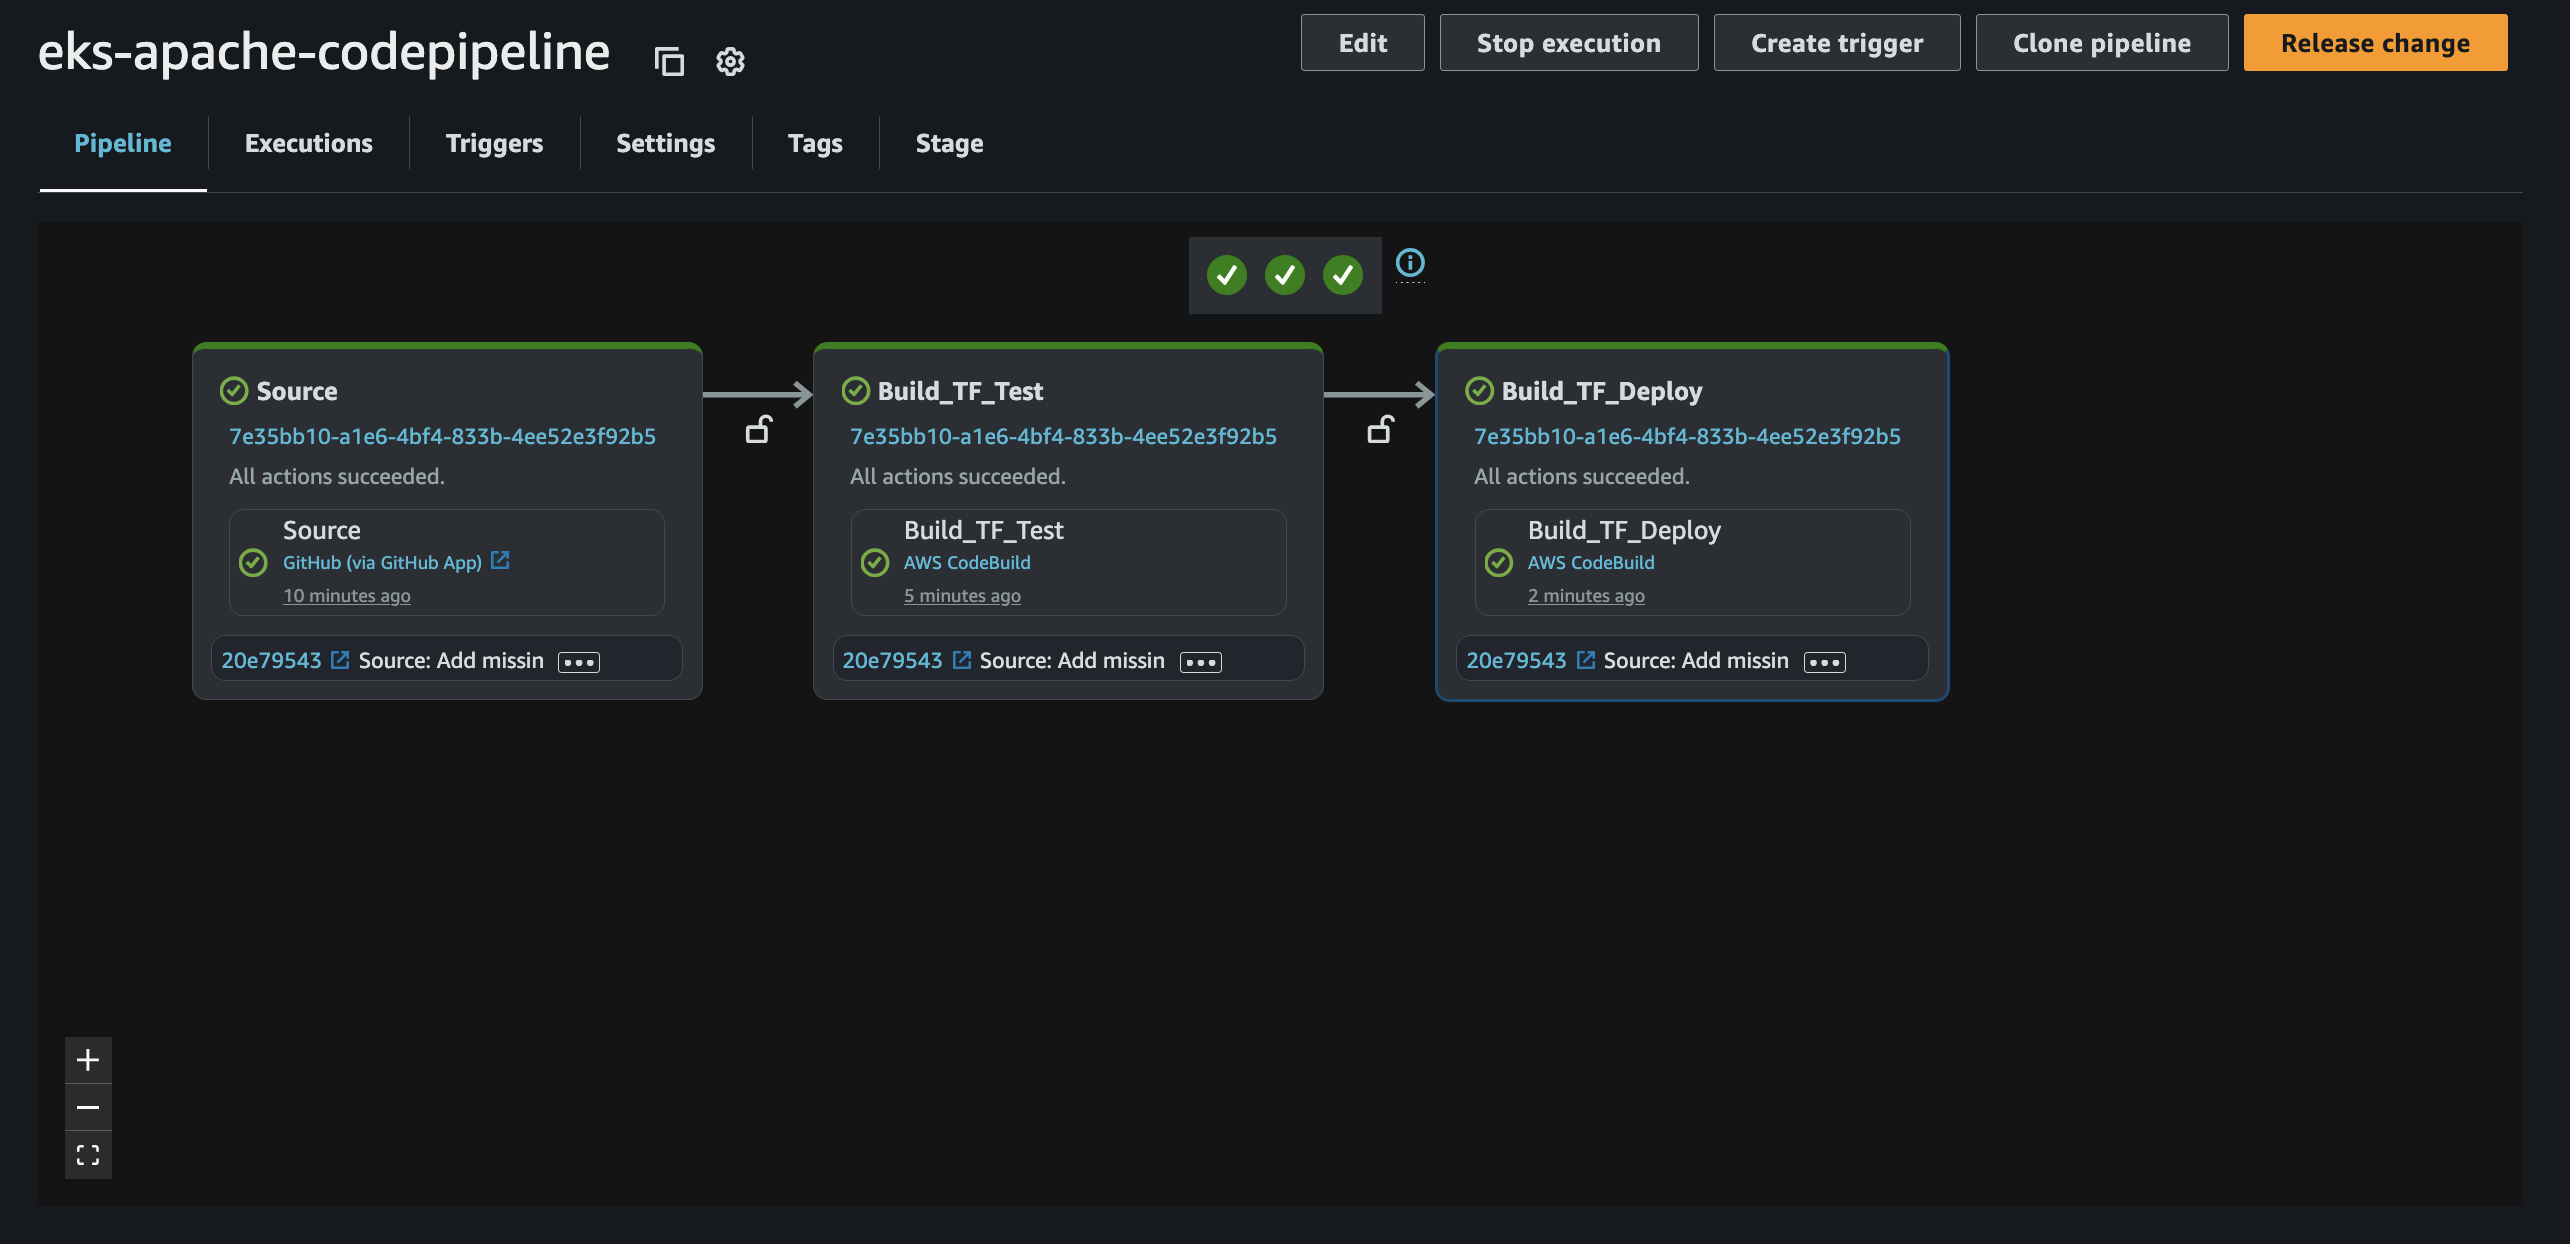 eks-apache-codepipeline
Edit
Stop execution
Create trigger
Clone pipeline
Release change
Pipeline
Executions
Triggers
Settings
Tags
Stage
Source
7e35bb10-a1e6-4bf4-833b-4ee52e3f92b5
All actions succeeded.
Source
GitHub (via GitHub App)
10 minutes ago
20e79543 Source: Add missin
Build_TF_Test
7e35bb10-a1e6-4bf4-833b-4ee52e3f92b5
All actions succeeded.
Build_TF_Test
AWS CodeBuild
5 minutes ago
20e79543 Source: Add missin
Build_TF_Deploy
7e35bb10-a1e6-4bf4-833b-4ee52e3f92b5
All actions succeeded.
Build_TF_Deploy
AWS CodeBuild
2 minutes ago
20e79543 Source: Add missin